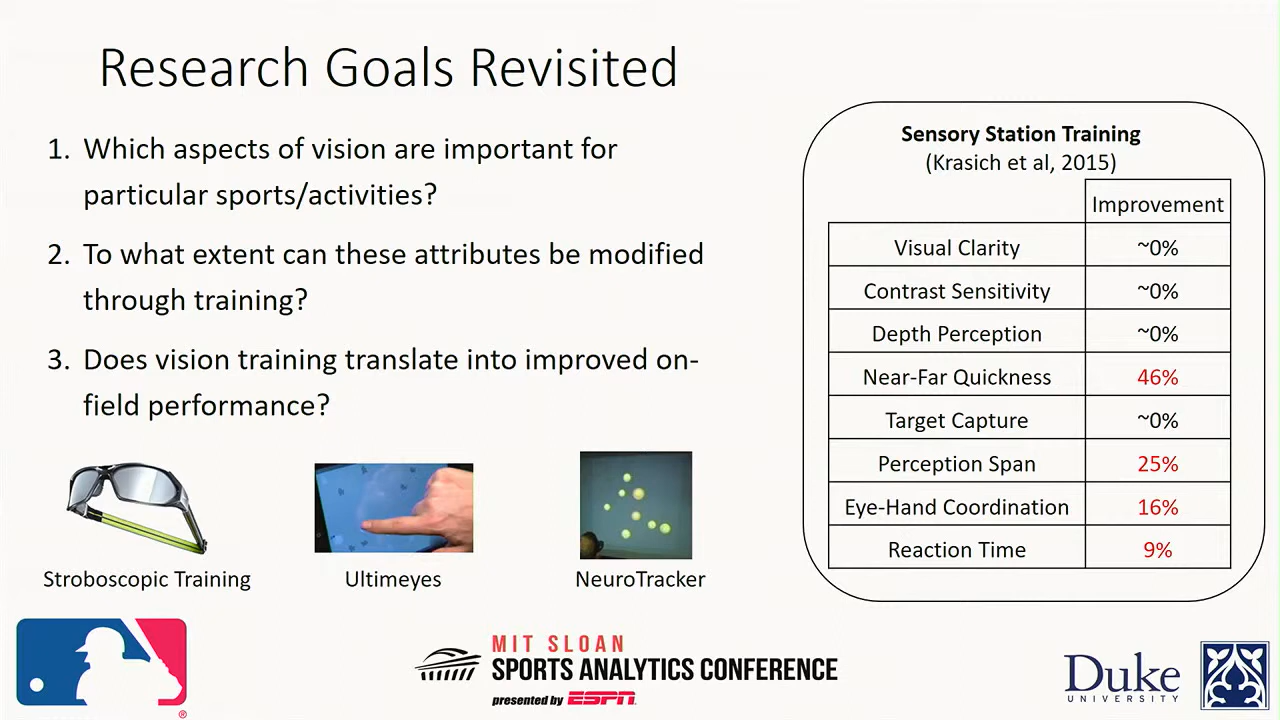 Research Goals Revisited
1. Which aspects of vision are important for
particular sports/activities?
2. To what extent can these attributes be modified
through training?
3. Does vision training translate into improved on-
field performance?
Stroboscopic Training
Ultimeyes
NeuroTracker
Sensory Station Training
(Krasich et al, 2015)
Improvement
Visual Clarity ~0%
Contrast Sensitivity ~0%
Depth Perception ~0%
Near-Far Quickness 46%
Target Capture ~0%
Perception Span 25%
Eye-Hand Coordination 16%
Reaction Time 9%
MIT SLOAN
SPORTS ANALYTICS CONFERENCE
presented by ESPN
Duke
UNIVERSITY